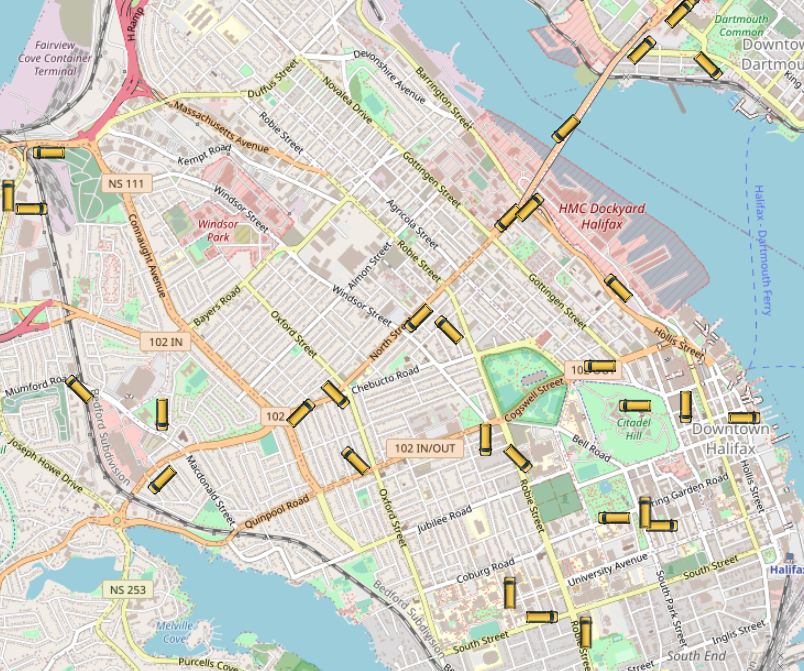 H Ramp
Fairview
Cove Container
Terminal
Devonshire Avenue
Barrington Street
Dartmouth
Common
Downtow
Dartmou
King
Duffus Street
Novalea Drive
Massachusetts Avenue
Robie Street
Kempt Road
Gottingen Street
NS 111
Windsor Street
Windsor
Park
Agricola Street
HMC Dockyard
Halifax
Halifax - Dartmouth Ferry
Connaught Avenue
Robie Street
Almon Street
Gottingen Street
Bayers Road
Windsor Street
102 IN
Oxford Street
North Street
Hollis Street
Chebucto Road
Mumford Road
Bedford Subdivision
102
Cogswell Street
Citadel
Hill
Downtown
Halifax
102 IN/OUT
Bell Road
Joseph Howe Drive
Macdonald Street
Hollis Street
Robie Street
ring Garden Road
Quinpool Road
Oxford Street
Jubilee Road
Coburg Road
University Avenue
South Street
Halifax
NS 253
Bedford Subdivision
South Park Street
Melville
Cove
Robie Street
Inglis Street
South Street
South End
Purcells Cove